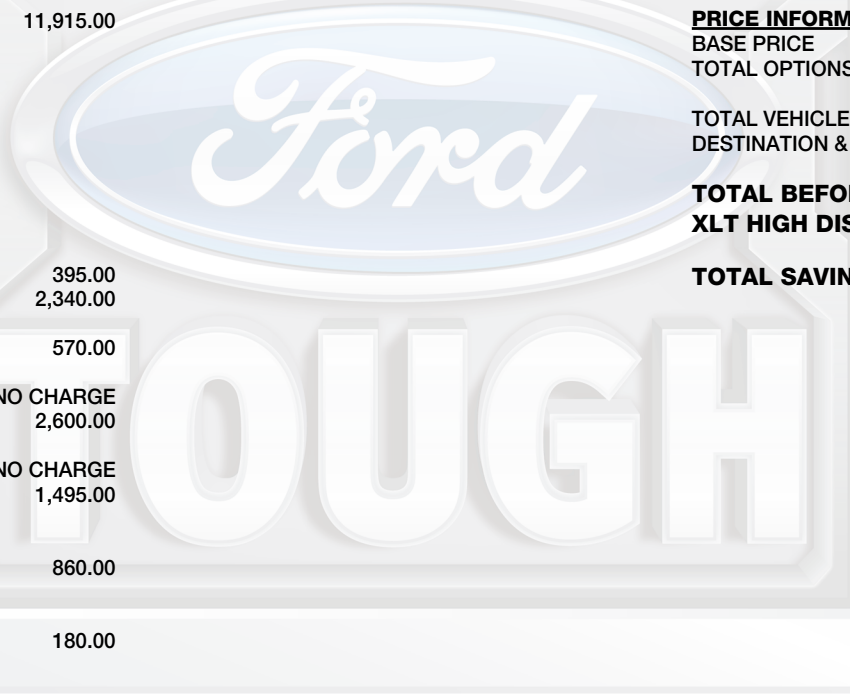 11,915.00
395.00
2,340.00
570.00
NO CHARGE
2,600.00
NO CHARGE
1,495.00
860.00
180.00
PRICE INFORM
BASE PRICE
TOTAL OPTIONS
TOTAL VEHICLE
DESTINATION &
TOTAL BEFO
XLT HIGH DIS
TOTAL SAVIN
Ford
TOUGH